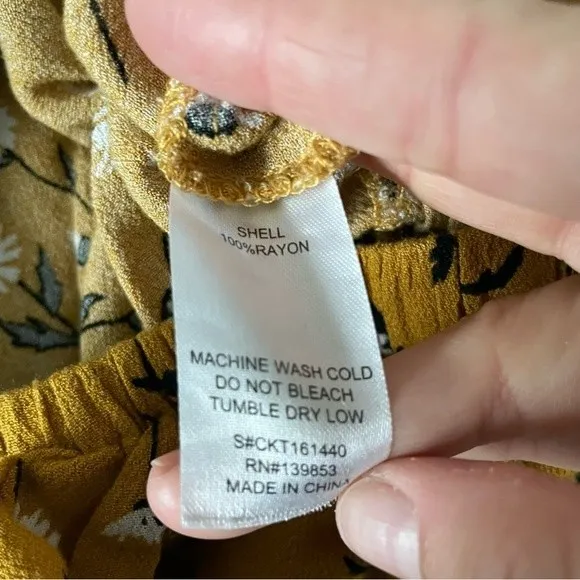 SHELL
100%RAYON
MACHINE WASH COLD
DO NOT BLEACH
TUMBLE DRY LOW
S#CKT161440
RN#139853
MADE IN CHINA